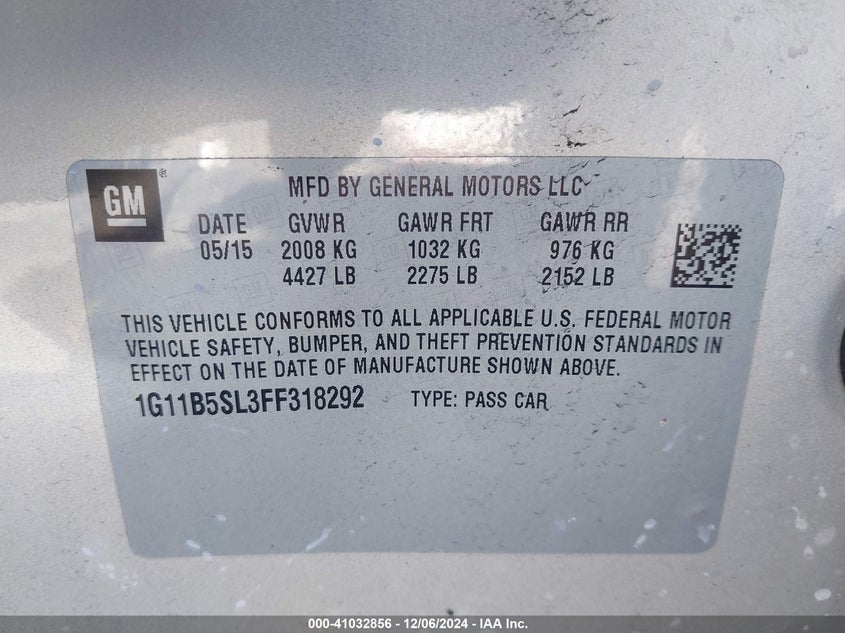 GM ®
MFD BY GENERAL MOTORS LLC
DATE GVWR GAWR FRT GAWR RR
05/15 2008 KG 1032 KG 976 KG
4427 LB 2275 LB 2152 LB
THIS VEHICLE CONFORMS TO ALL APPLICABLE U.S. FEDERAL MOTOR
VEHICLE SAFETY, BUMPER, AND THEFT PREVENTION STANDARDS IN
EFFECT ON THE DATE OF MANUFACTURE SHOWN ABOVE.
1G11B5SL3FF318292 TYPE: PASS CAR
000-41032856 - 12/06/2024 - IAA Inc.